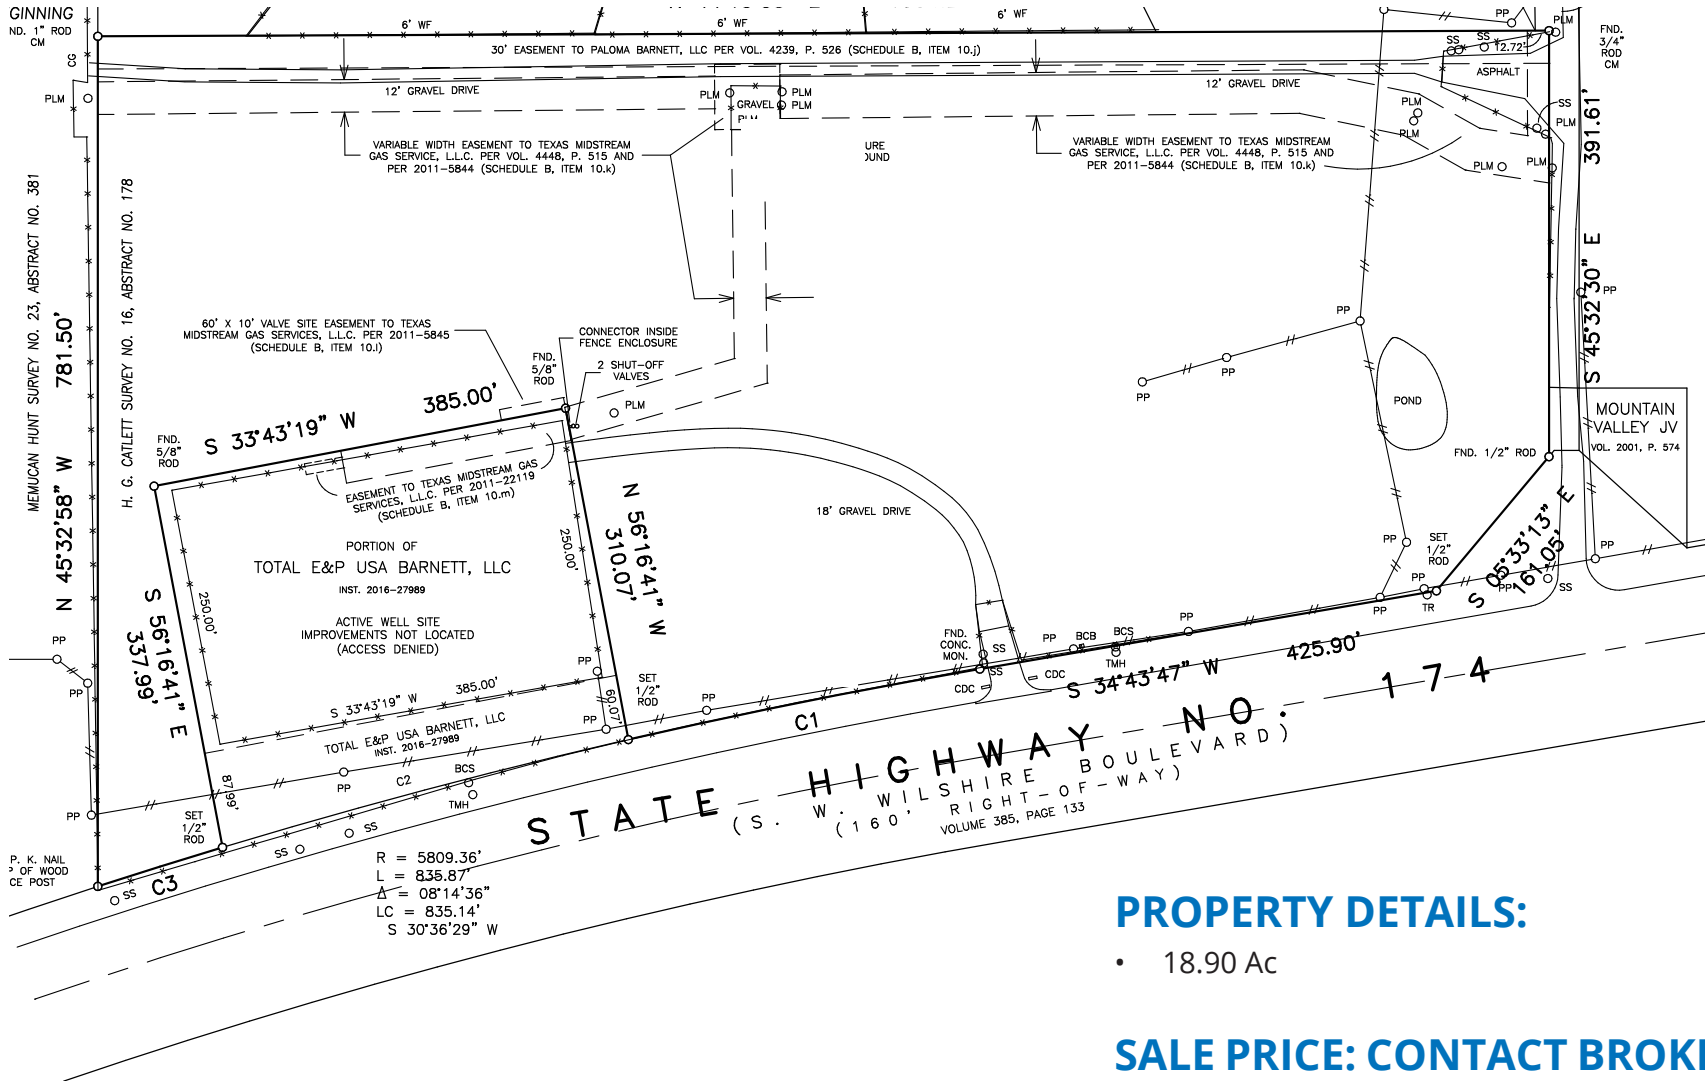 GINNING
ND. 1" ROD
CM
6' WF
6' WF
6' WF
30' EASEMENT TO PALOMA BARNETT, LLC PER VOL. 4239, P. 526 (SCHEDULE B, ITEM 10.j)
PP
PLM
FND.
3/4"
ROD
CM
SS
SS
12.72'
ASPHALT
CG
PLM
12' GRAVEL DRIVE
12' GRAVEL DRIVE
PLM
PLM
GRAVEL
PLM
PLM
PLM
PLM
SS
PLM
PLM
PLM
391.61'
S 45°32'30" E
VARIABLE WIDTH EASEMENT TO TEXAS MIDSTREAM
GAS SERVICE, L.L.C. PER VOL. 4448, P. 515 AND
PER 2011-5844 (SCHEDULE B, ITEM 10.k)
URE
VARIABLE WIDTH EASEMENT TO TEXAS MIDSTREAM
GAS SERVICE, L.L.C. PER VOL. 4448, P. 515 AND
PER 2011-5844 (SCHEDULE B, ITEM 10.k)
MEMUCAN HUNT SURVEY NO. 23, ABSTRACT NO. 381
H. G. CATLETT SURVEY NO. 16, ABSTRACT NO. 178
N 45°32'58" W 781.50'
60' X 10' VALVE SITE EASEMENT TO TEXAS
MIDSTREAM GAS SERVICES, L.L.C. PER 2011-5845
(SCHEDULE B, ITEM 10.l)
CONNECTOR INSIDE
FENCE ENCLOSURE
FND.
5/8"
ROD
2 SHUT-OFF
VALVES
PLM
PP
PP
PP
PP
POND
MOUNTAIN
VALLEY JV
VOL. 2001, P. 574
FND. 1/2" ROD
S 33°43'19" W 385.00'
FND.
5/8"
ROD
EASEMENT TO TEXAS MIDSTREAM GAS
SERVICES, L.L.C. PER 2011-22119
(SCHEDULE B, ITEM 10.m)
18' GRAVEL DRIVE
N 56°16'41" W
310.07'
250.00'
PORTION OF
TOTAL E&P USA BARNETT, LLC
INST. 2016-27989
ACTIVE WELL SITE
IMPROVEMENTS NOT LOCATED
(ACCESS DENIED)
250.00'
S 56°16'41" E
337.99'
PP
PP
SET
1/2"
ROD
PP
PP
S 05°33'13" E
161.05'
PP
PP
TR
PP
PP
SS
FND.
CONC.
MON.
SS
SS
PP
BCB
BCS
TMH
CDC
CDC
S 34°43'47" W 425.90'
PP
SET
1/2"
ROD
60.07'
S 33°43'19" W 385.00'
TOTAL E&P USA BARNETT, LLC
INST. 2016-27989
PP
PP
C1
C2
BCS
TMH
PP
87.99'
PP
SET
1/2"
ROD
SS
SS
P. K. NAIL
OF WOOD
CE POST
SS
C3
STATE HIGHWAY NO. 174
(S. W. WILSHIRE BOULEVARD)
(160' RIGHT-OF-WAY)
VOLUME 385, PAGE 133
R = 5809.36'
L = 835.87'
Δ = 08°14'36"
LC = 835.14'
S 30°36'29" W
PROPERTY DETAILS:
• 18.90 Ac
SALE PRICE: CONTACT BROK